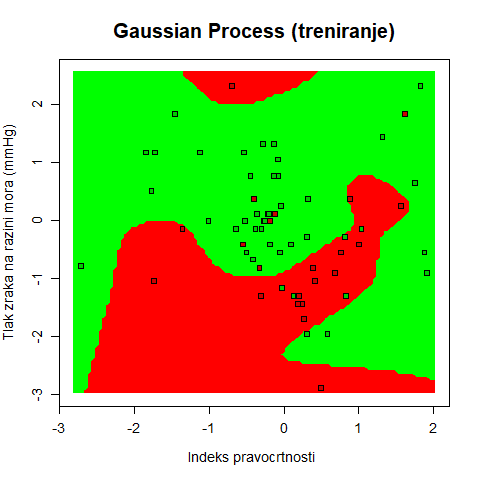 Gaussian Process (treniranje)
Tlak zraka na razini mora (mmHg)
2
1
0
-1
-2
-3
-3 -2 -1 0 1 2
Indeks pravocrtnosti